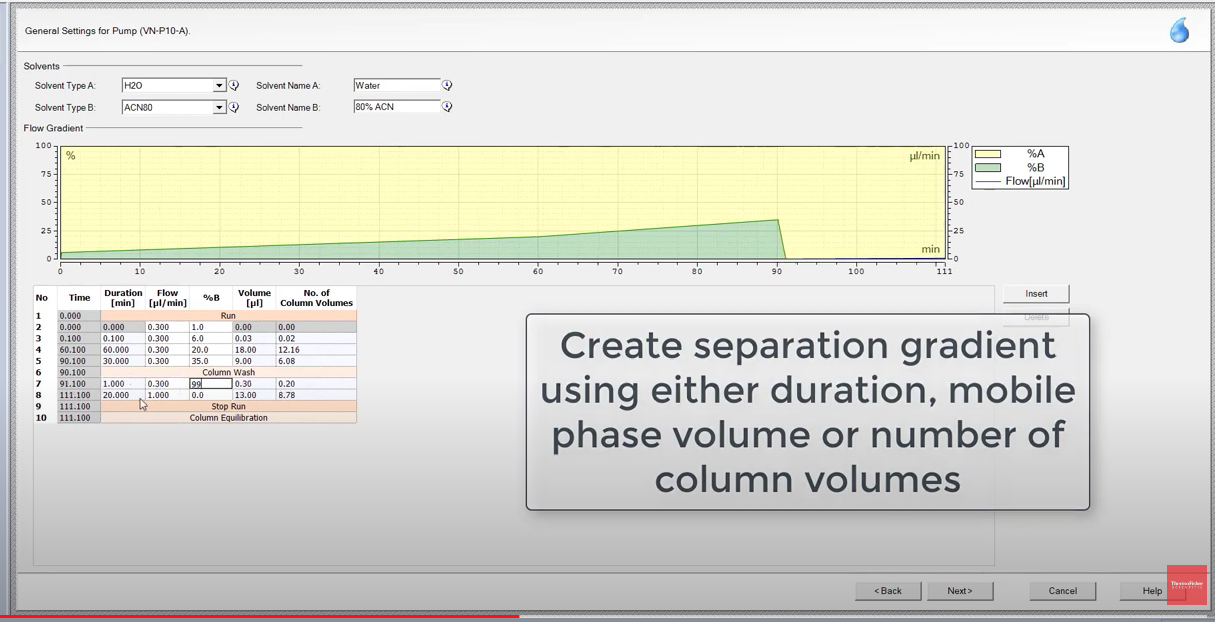 General Settings for Pump (VN-P10-A).
Solvents
Solvent Type A: H2O Solvent Name A: Water
Solvent Type B: ACN80 Solvent Name B: 80% ACN
Flow Gradient
100 % µl/min 100 %A
75 75 %B
50 50 Flow[µl/min]
25 25
0 min 0
0 10 20 30 40 50 60 70 80 90 100 111
No Time Duration [min] Flow [µl/min] %B Volume [µl] No. of Column Volumes
1 0.000 Run
2 0.000 0.000 0.300 1.0 0.00 0.00
3 0.100 0.100 0.300 6.0 0.03 0.02
4 60.100 60.000 0.300 20.0 18.00 12.16
5 90.100 30.000 0.300 35.0 9.00 6.08
6 90.100 Column Wash
7 91.100 1.000 0.300 99 0.30 0.20
8 111.100 20.000 1.000 0.0 13.00 8.78
9 111.100 Stop Run
10 111.100 Column Equilibration
Insert
Delete
Create separation gradient
using either duration, mobile
phase volume or number of
column volumes
< Back Next > Cancel Help
ThermoFisher
SCIENTIFIC